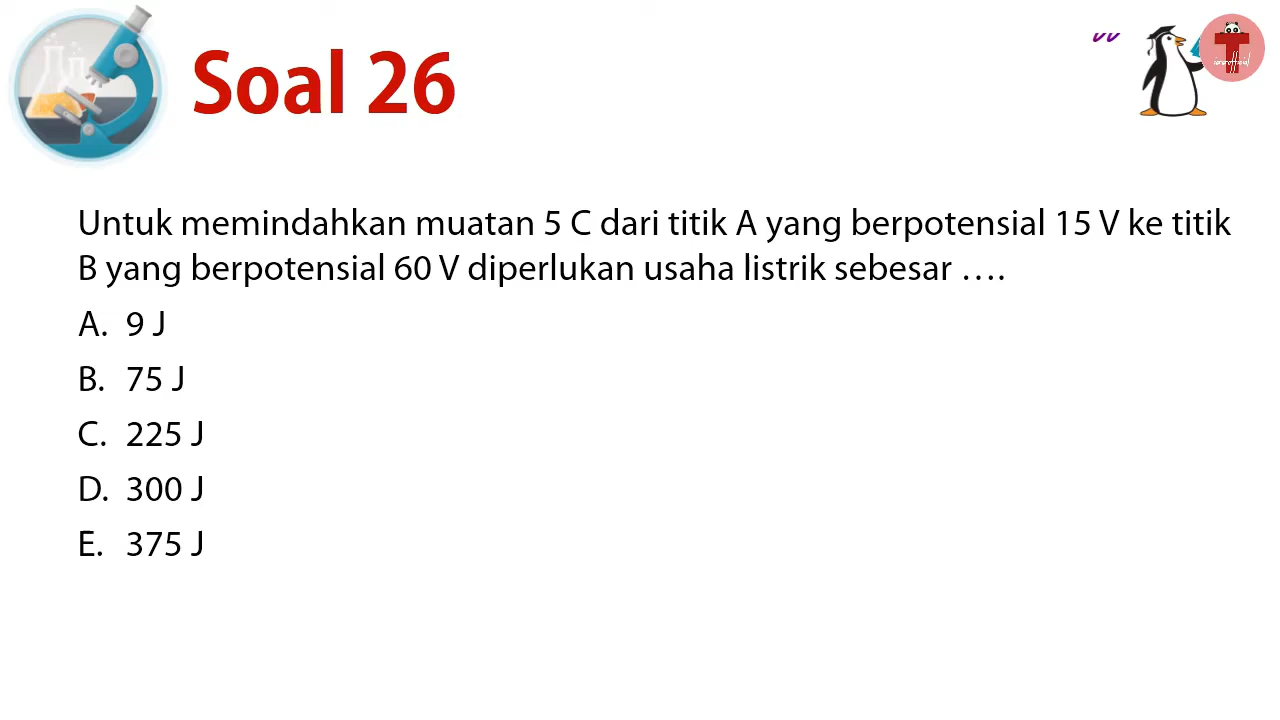 Soal 26
T
Untuk memindahkan muatan 5 C dari titik A yang berpotensial 15 V ke titik
B yang berpotensial 60 V diperlukan usaha listrik sebesar ….
A. 9 J
B. 75 J
C. 225 J
D. 300 J
E. 375 J